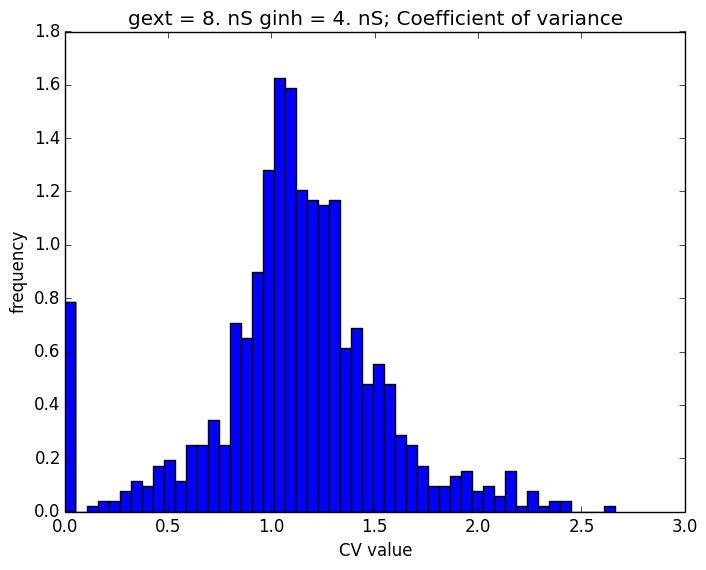 gext = 8. nS ginh = 4. nS; Coefficient of variance
1.8
1.6
1.4
1.2
1.0
0.8
0.6
0.4
0.2
0.0
frequency
0.0 0.5 1.0 1.5 2.0 2.5 3.0
CV value